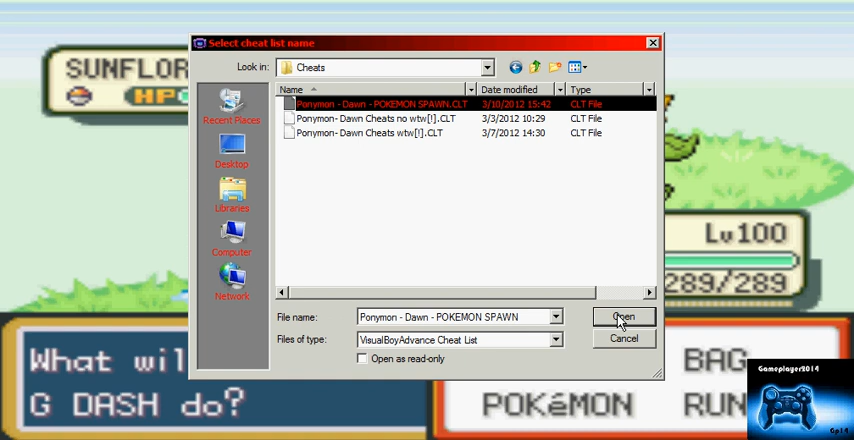 Select cheat list name
SUNFLOR
HP
Look in: Cheats
Name Date modified Type
Ponymon - Dawn - POKEMON SPAWN.CLT 3/10/2012 15:42 CLT File
Ponymon- Dawn Cheats no wtw[!].CLT 3/3/2012 10:29 CLT File
Ponymon- Dawn Cheats wtw[!].CLT 3/7/2012 14:30 CLT File
Recent Places
Desktop
Libraries
Computer
Network
Lv100
289/289
File name: Ponymon - Dawn - POKEMON SPAWN Open
Files of type: VisualBoyAdvance Cheat List Cancel
Open as read-only
What wil
G DASH do?
BAG
POKéMON RUN
Gameplayer2014
Gp14